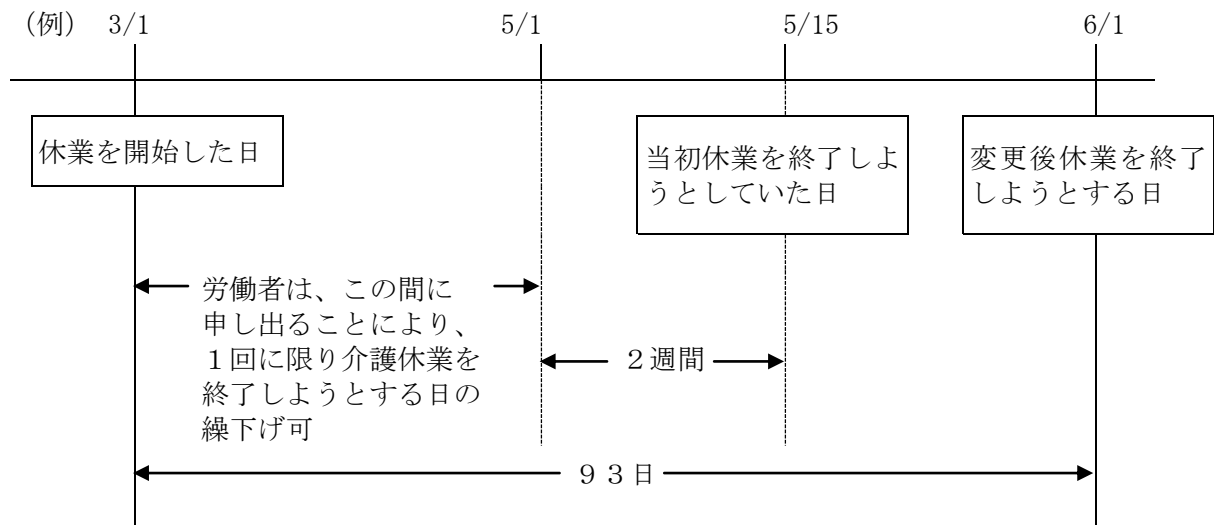 （例） 3/1 5/1 5/15 6/1
休業を開始した日
当初休業を終了しよ
うとしていた日
変更後休業を終了
しようとする日
労働者は、この間に
申し出ることにより、
１回に限り介護休業を
終了しようとする日の
繰下げ可
２週間
９３日